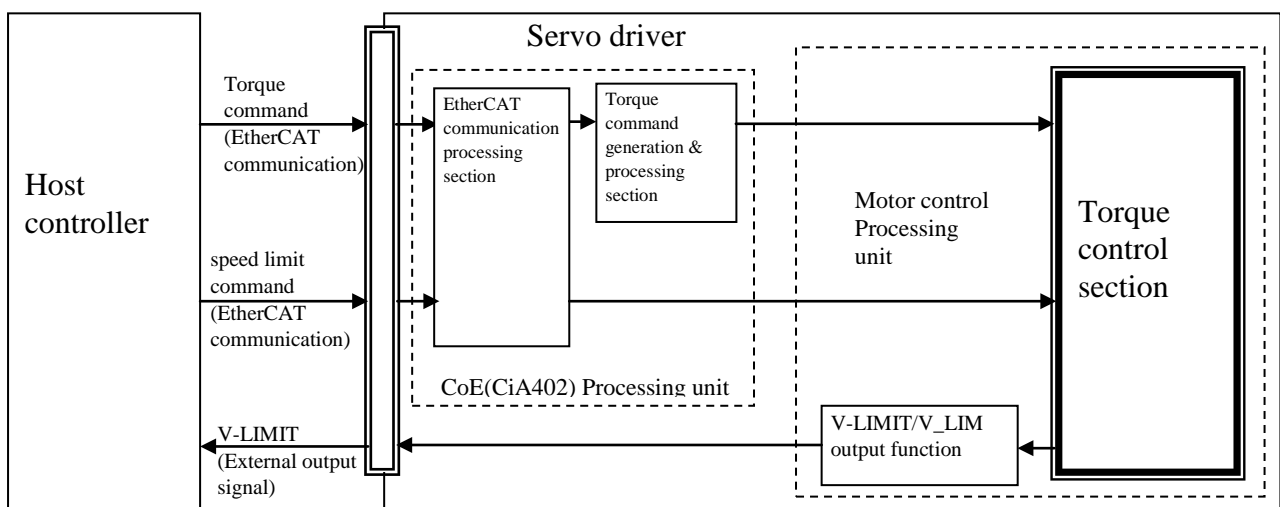 Servo driver
Host
controller
Torque
command
(EtherCAT
communication)
speed limit
command
(EtherCAT
communication)
V-LIMIT
(External output
signal)
EtherCAT
communication
processing
section
Torque
command
generation &
processing
section
CoE(CiA402) Processing unit
Motor control
Processing
unit
V-LIMIT/V_LIM
output function
Torque
control
section